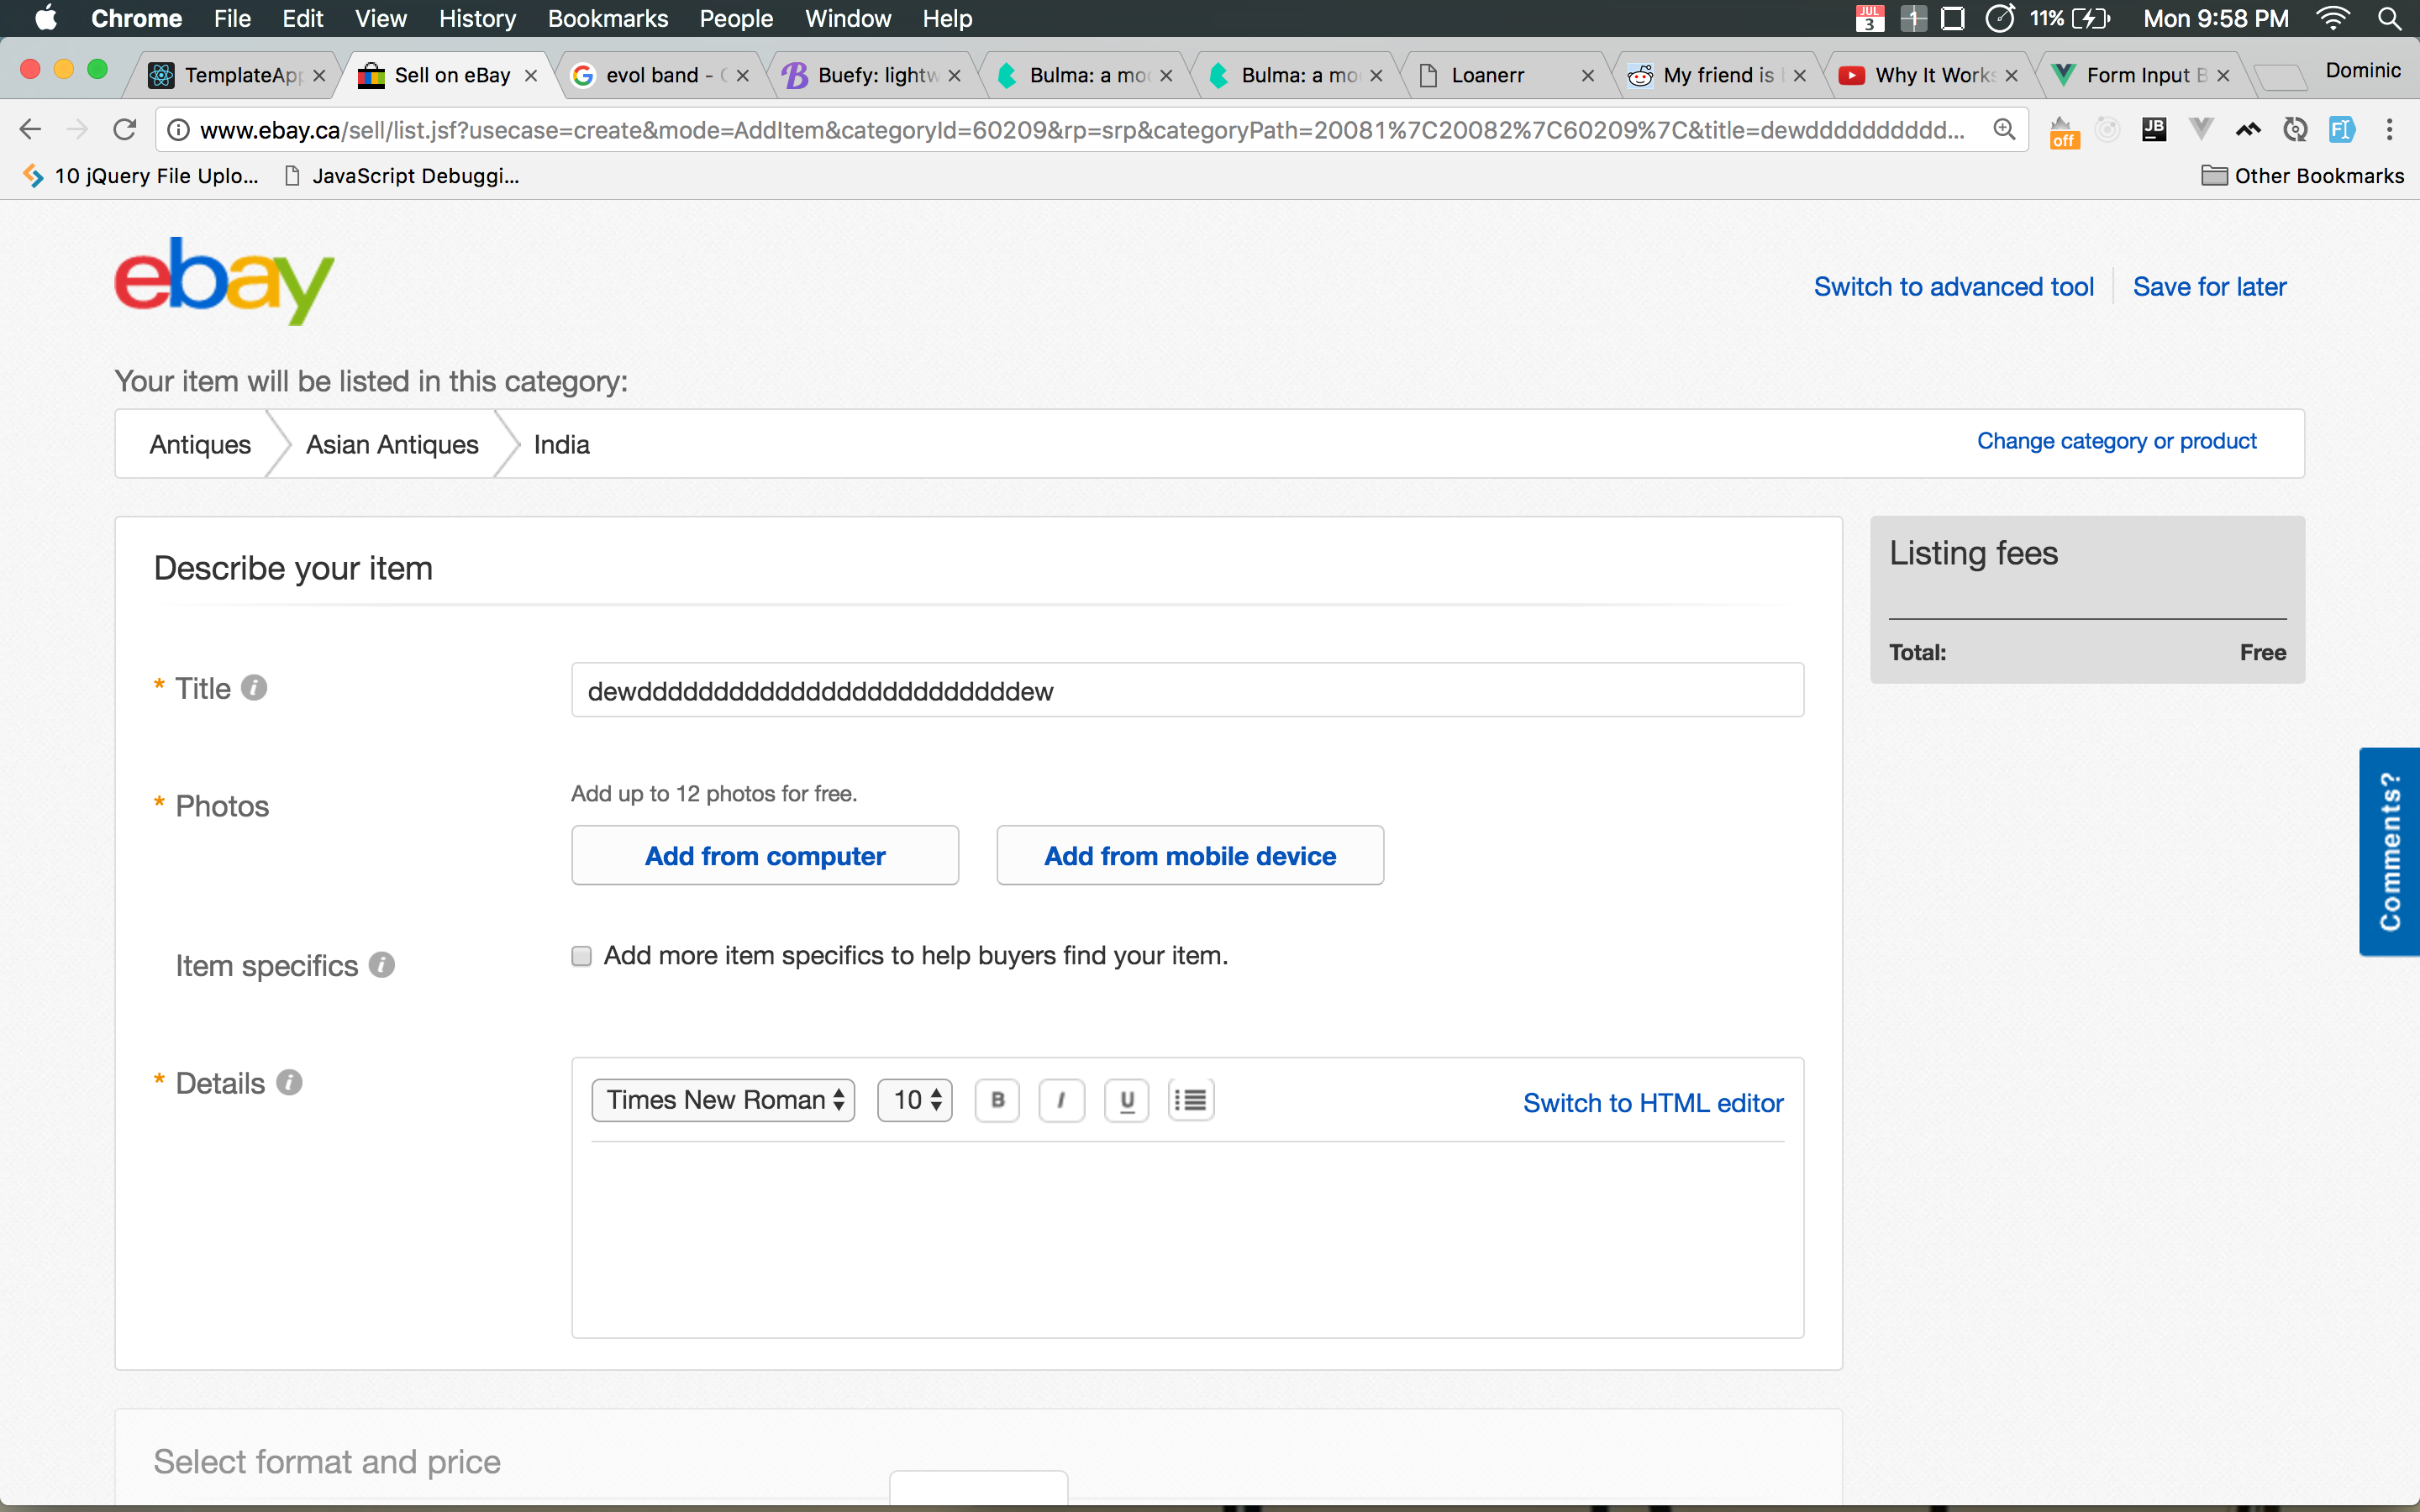 Chrome File Edit View History Bookmarks People Window Help JUL 3 1 11% Mon 9:58 PM
TemplateApp Sell on eBay evol band - Buefy: lightw Bulma: a mo Bulma: a mo Loanerr My friend is Why It Works Form Input B Dominic
www.ebay.ca/sell/list.jsf?usecase=create&mode=AddItem&categoryId=60209&rp=srp&categoryPath=20081%7C20082%7C60209%7C&title=dewdddddddddd... off JB
10 jQuery File Uplo... JavaScript Debuggi... Other Bookmarks
ebay
Switch to advanced tool Save for later
Your item will be listed in this category:
Antiques Asian Antiques India Change category or product
Describe your item
Listing fees
Total: Free
* Title i dewdddddddddddddddddddddddddddew
* Photos
Add up to 12 photos for free.
Add from computer Add from mobile device
Comments?
Item specifics i Add more item specifics to help buyers find your item.
* Details i
Times New Roman 10 B I U Switch to HTML editor
Select format and price